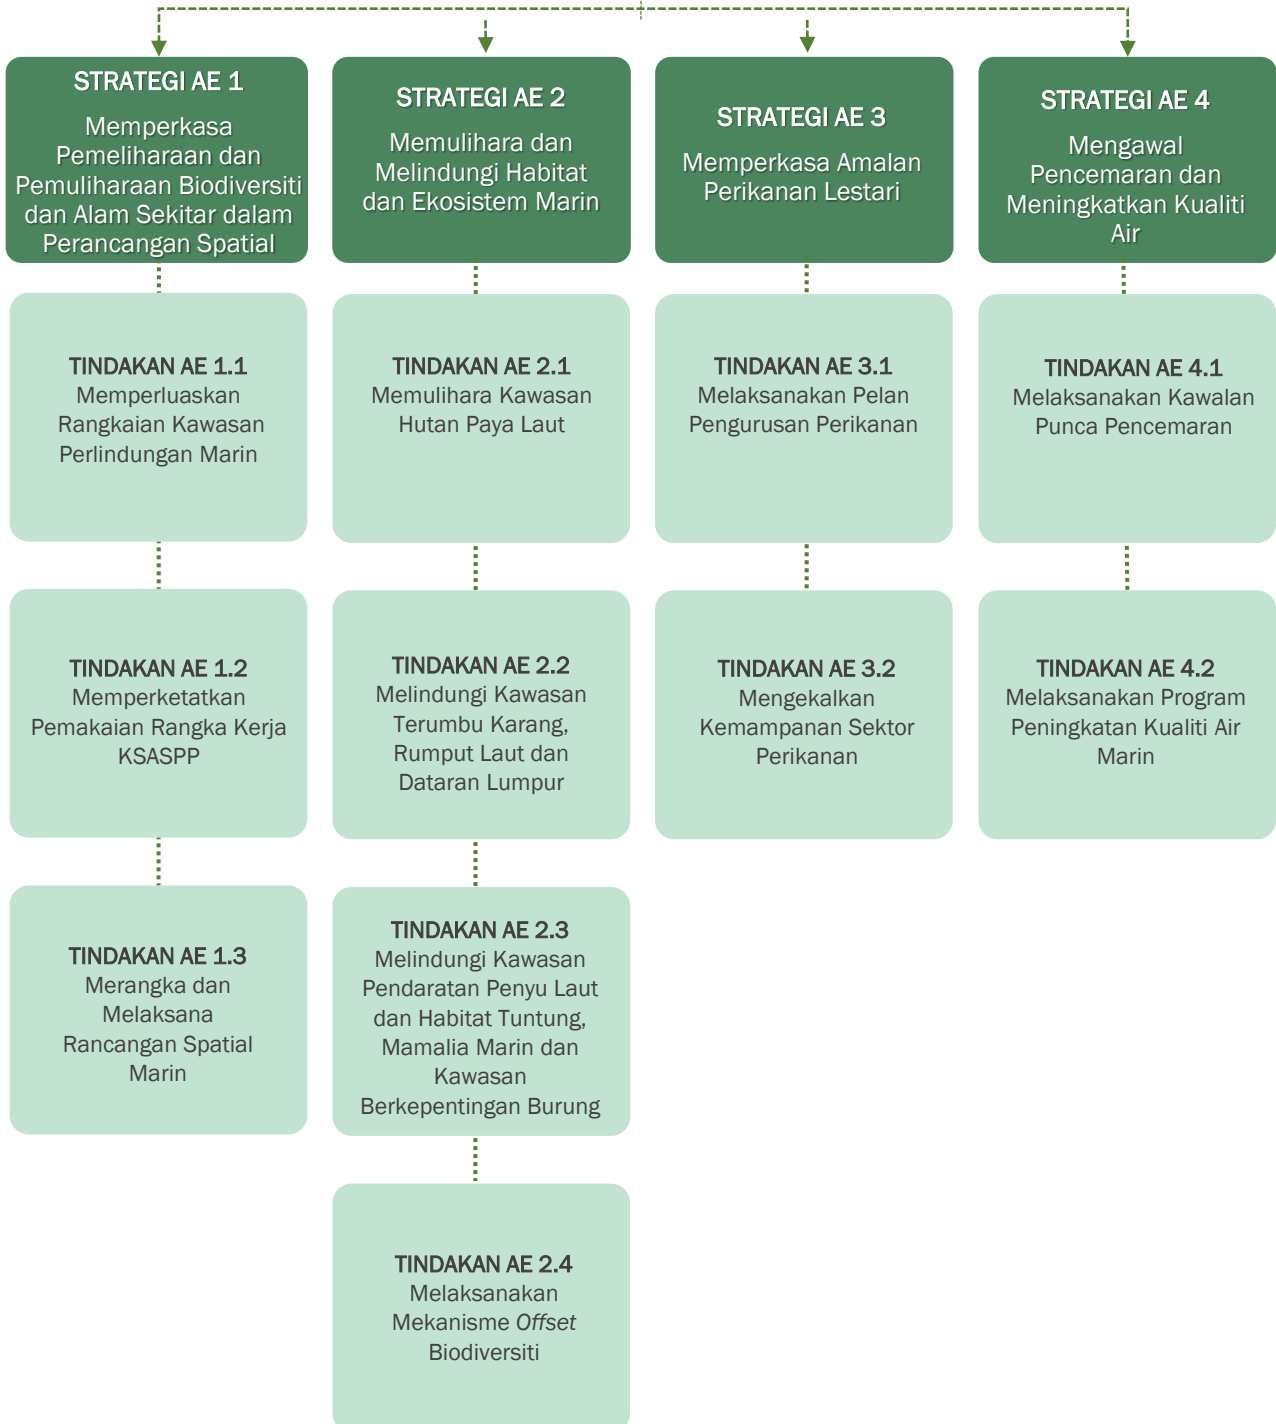 STRATEGI AE 1
Memperkasa
Pemeliharaan dan
Pemuliharaan Biodiversiti
dan Alam Sekitar dalam
Perancangan Spatial
TINDAKAN AE 1.1
Memperluaskan
Rangkaian Kawasan
Perlindungan Marin
TINDAKAN AE 1.2
Memperketatkan
Pemakaian Rangka Kerja
KSASPP
TINDAKAN AE 1.3
Merangka dan
Melaksana
Rancangan Spatial
Marin
STRATEGI AE 2
Memulihara dan
Melindungi Habitat
dan Ekosistem Marin
TINDAKAN AE 2.1
Memulihara Kawasan
Hutan Paya Laut
TINDAKAN AE 2.2
Melindungi Kawasan
Terumbu Karang,
Rumput Laut dan
Dataran Lumpur
TINDAKAN AE 2.3
Melindungi Kawasan
Pendaratan Penyu Laut
dan Habitat Tuntung,
Mamalia Marin dan
Kawasan
Berkepentingan Burung
TINDAKAN AE 2.4
Melaksanakan
Mekanisme Offset
Biodiversiti
STRATEGI AE 3
Memperkasa Amalan
Perikanan Lestari
TINDAKAN AE 3.1
Melaksanakan Pelan
Pengurusan Perikanan
TINDAKAN AE 3.2
Mengekalkan
Kemampanan Sektor
Perikanan
STRATEGI AE 4
Mengawal
Pencemaran dan
Meningkatkan Kualiti
Air
TINDAKAN AE 4.1
Melaksanakan Kawalan
Punca Pencemaran
TINDAKAN AE 4.2
Melaksanakan Program
Peningkatan Kualiti Air
Marin